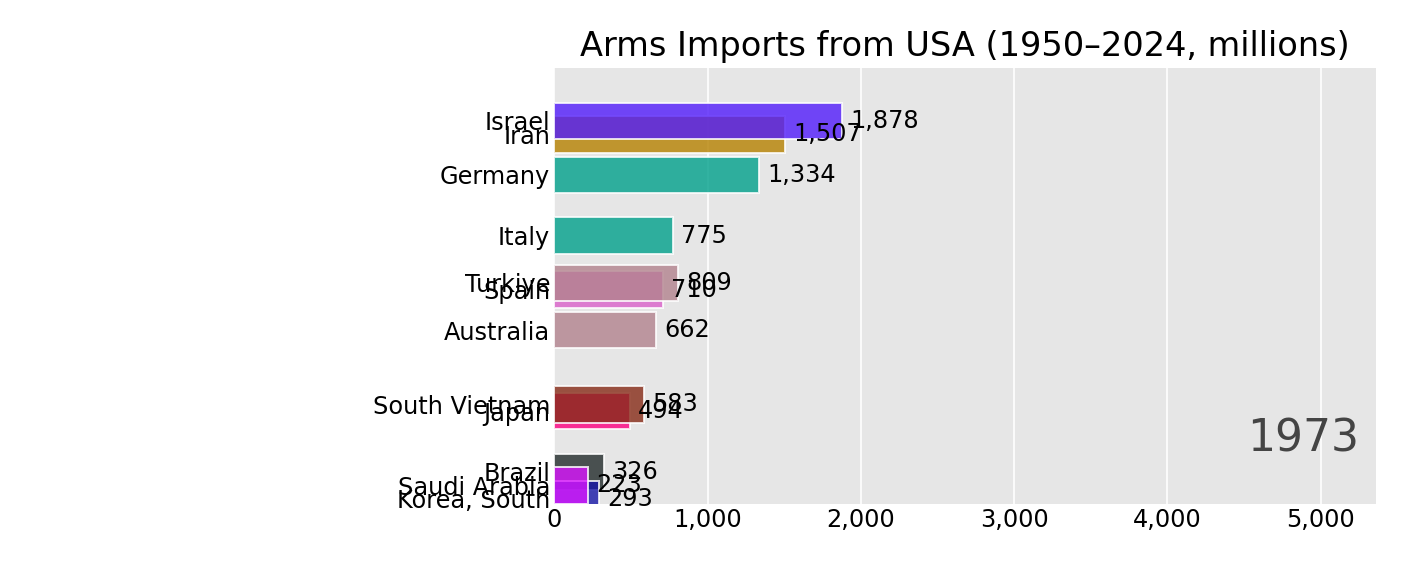 Arms Imports from USA (1950–2024, millions)
Israel 1,878
Iran 1,507
Germany 1,334
Italy 775
Turkiye 809
Spain 710
Australia 662
South Vietnam 583
Japan 494
Brazil 326
Saudi Arabia 223
Korea, South 293
1973
0 1,000 2,000 3,000 4,000 5,000